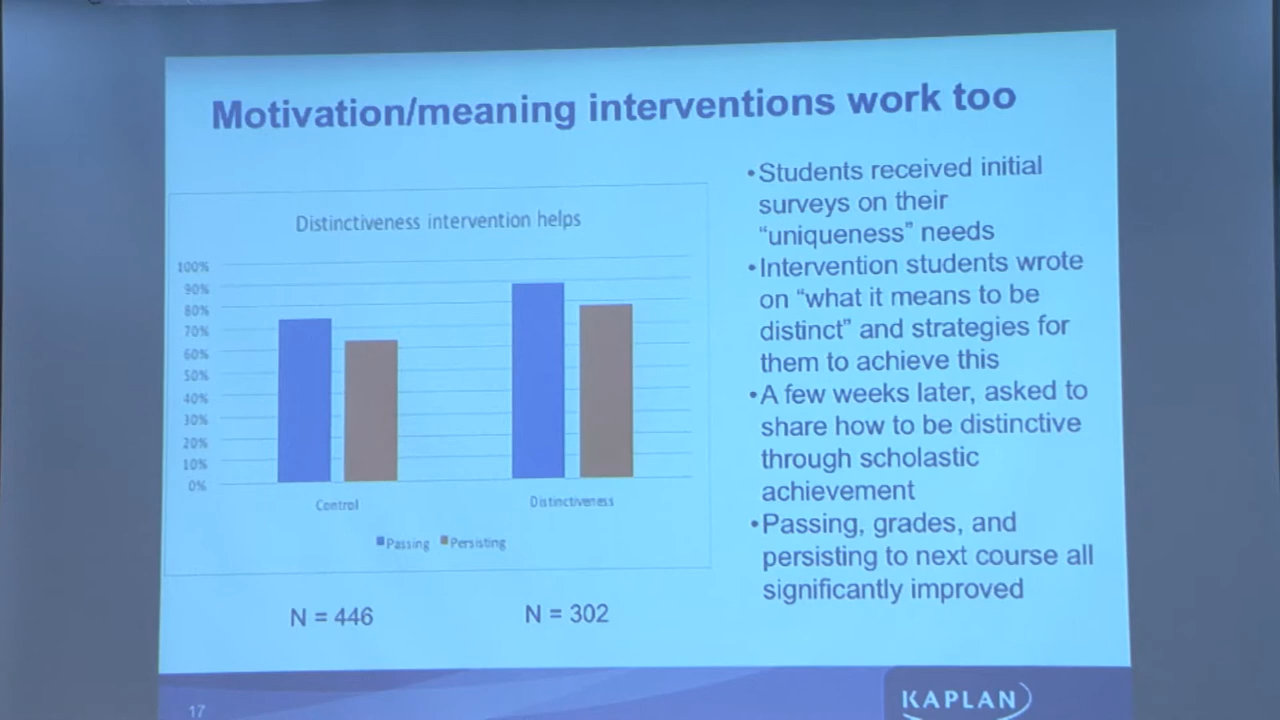 Motivation/meaning interventions work too
Distinctiveness intervention helps
100%
90%
80%
70%
60%
50%
40%
30%
20%
10%
0%
Control
Distinctiveness
Passing
Persisting
N = 446
N = 302
•Students received initial
surveys on their
“uniqueness” needs
•Intervention students wrote
on “what it means to be
distinct” and strategies for
them to achieve this
•A few weeks later, asked to
share how to be distinctive
through scholastic
achievement
•Passing, grades, and
persisting to next course all
significantly improved
17
KAPLAN